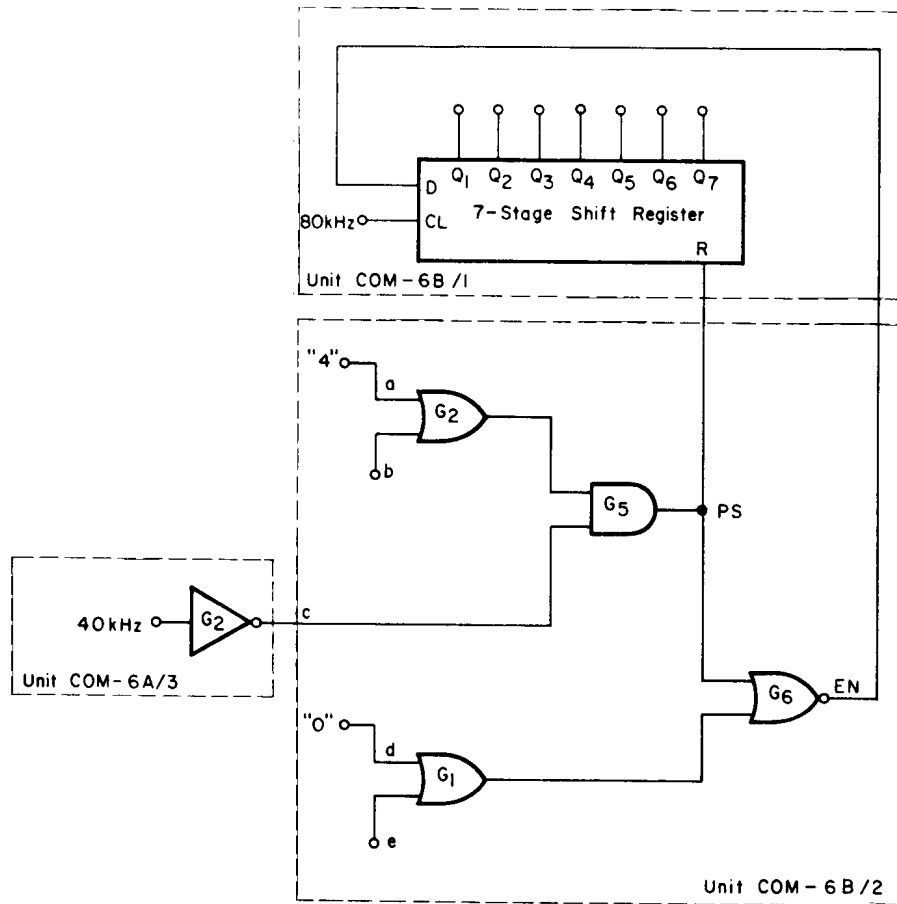 Q1 Q2 Q3 Q4 Q5 Q6 Q7
D
7-Stage Shift Register
80kHz
CL
R
Unit COM-6B/1
"4"
a
G2
b
G5
PS
c
40kHz
G2
Unit COM-6A/3
G6
EN
"0"
d
G1
e
Unit COM-6B/2